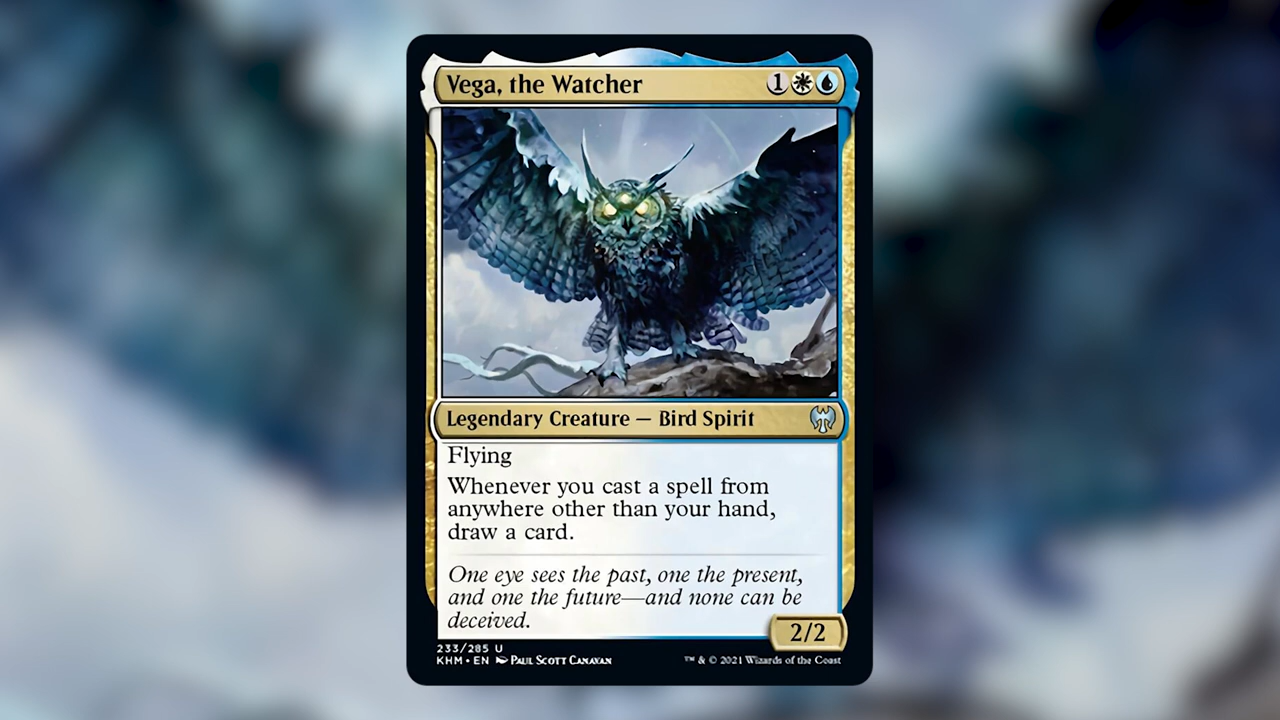 Vega, the Watcher 1
Legendary Creature — Bird Spirit
Flying
Whenever you cast a spell from
anywhere other than your hand,
draw a card.
One eye sees the past, one the present,
and one the future—and none can be
deceived.
2/2
233/285 U
KHM • EN Paul Scott Canavan
™ & © 2021 Wizards of the Coast